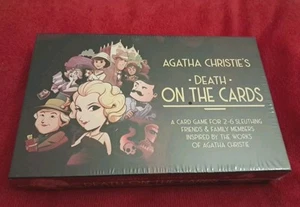 AGATHA CHRISTIE'S
• DEATH •
ON THE CARDS
A CARD GAME FOR 2-6 SLEUTHING
FRIENDS & FAMILY MEMBERS
INSPIRED BY THE WORKS
OF AGATHA CHRISTIE